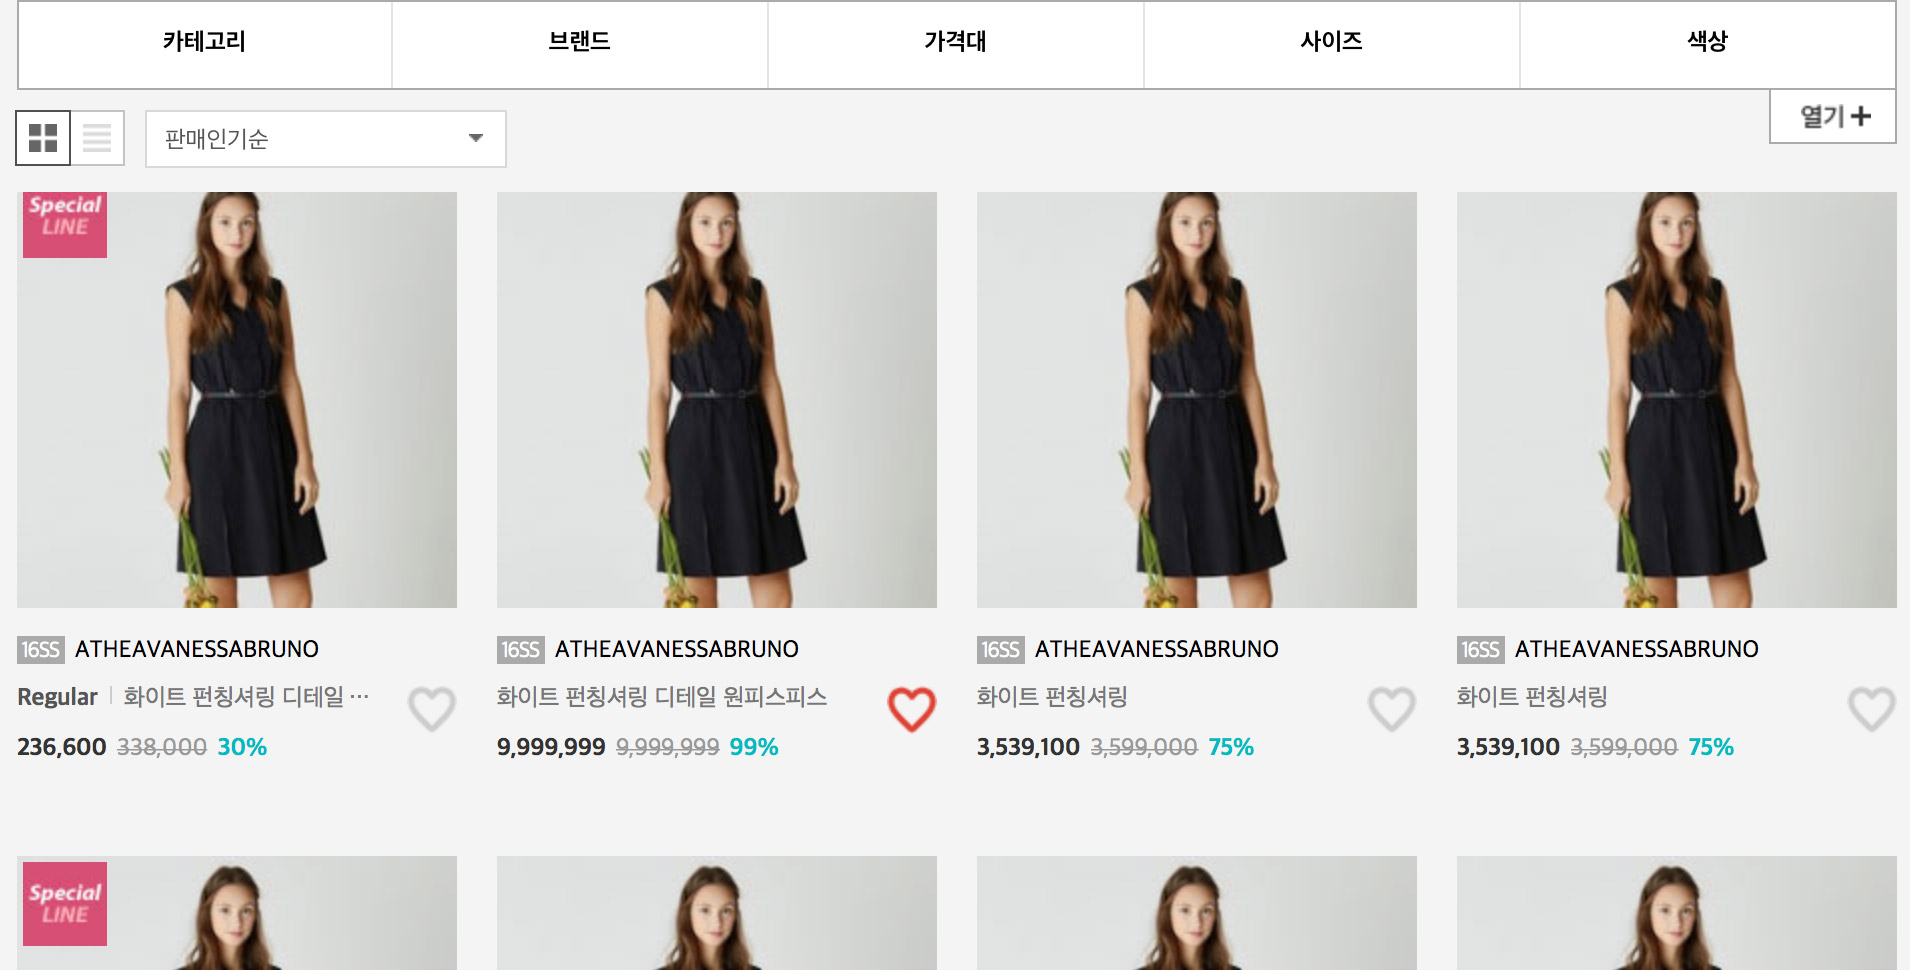 카테고리
브랜드
가격대
사이즈
색상
판매인기순
열기
Special
LINE
16SS ATHEAVANESSABRUNO
Regular 화이트 펀칭셔링 디테일 ···
236,600 338,000 30%
16SS ATHEAVANESSABRUNO
화이트 펀칭셔링 디테일 원피스피스
9,999,999 9,999,999 99%
16SS ATHEAVANESSABRUNO
화이트 펀칭셔링
3,539,100 3,599,000 75%
16SS ATHEAVANESSABRUNO
화이트 펀칭셔링
3,539,100 3,599,000 75%
Special
LINE